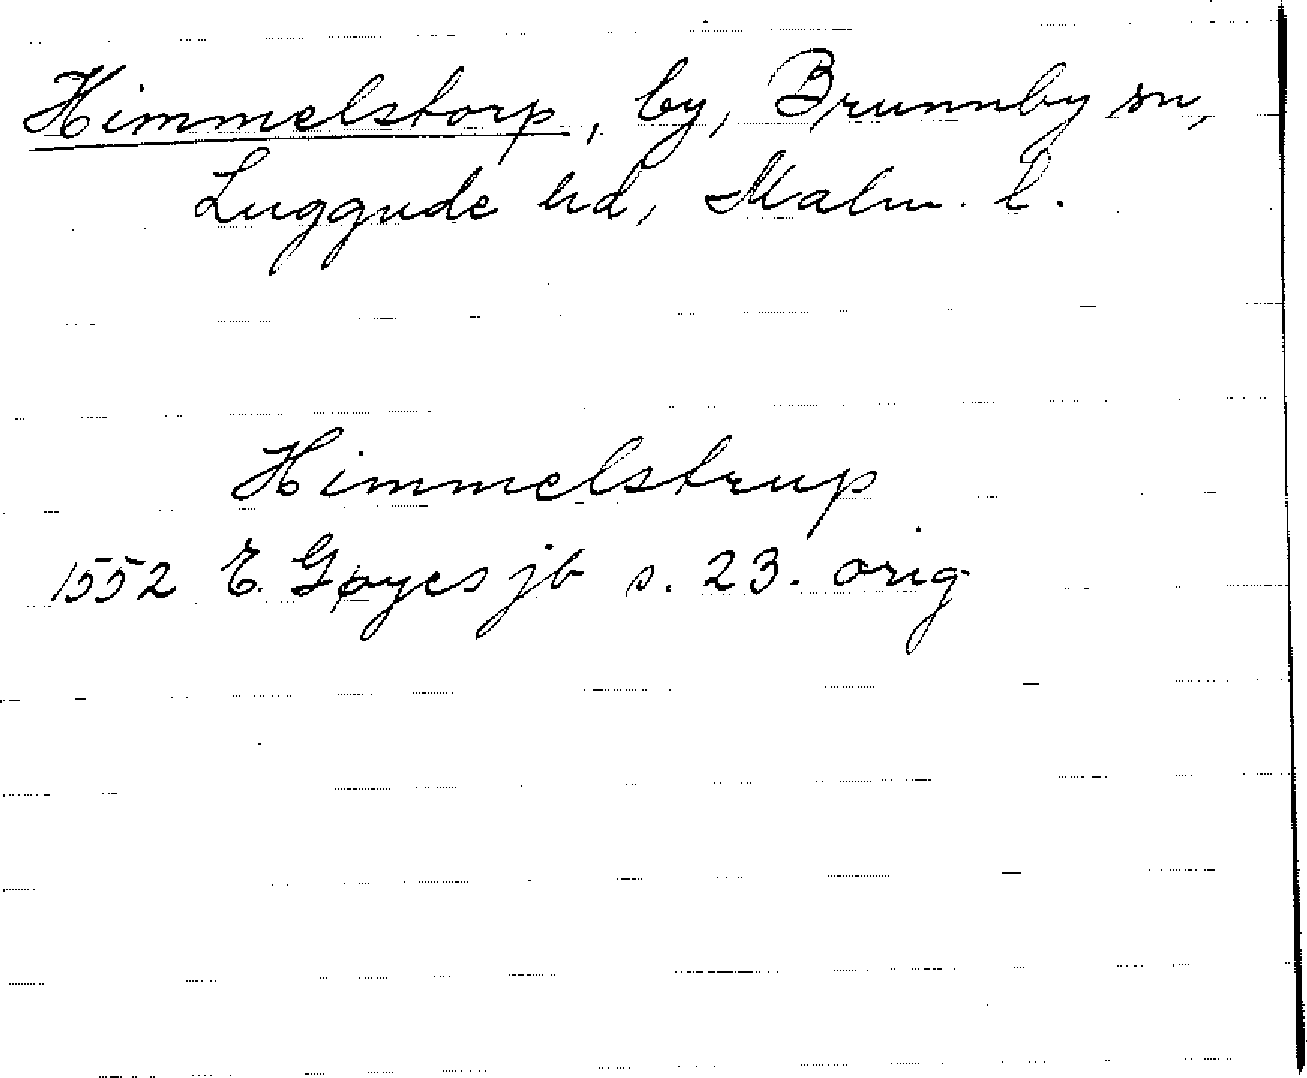 Himmelstorp, by, Brunnby sn,
Luggude hd, Malm. l.
Himmelstrup
1552 E. Gøyes jb s. 23. orig